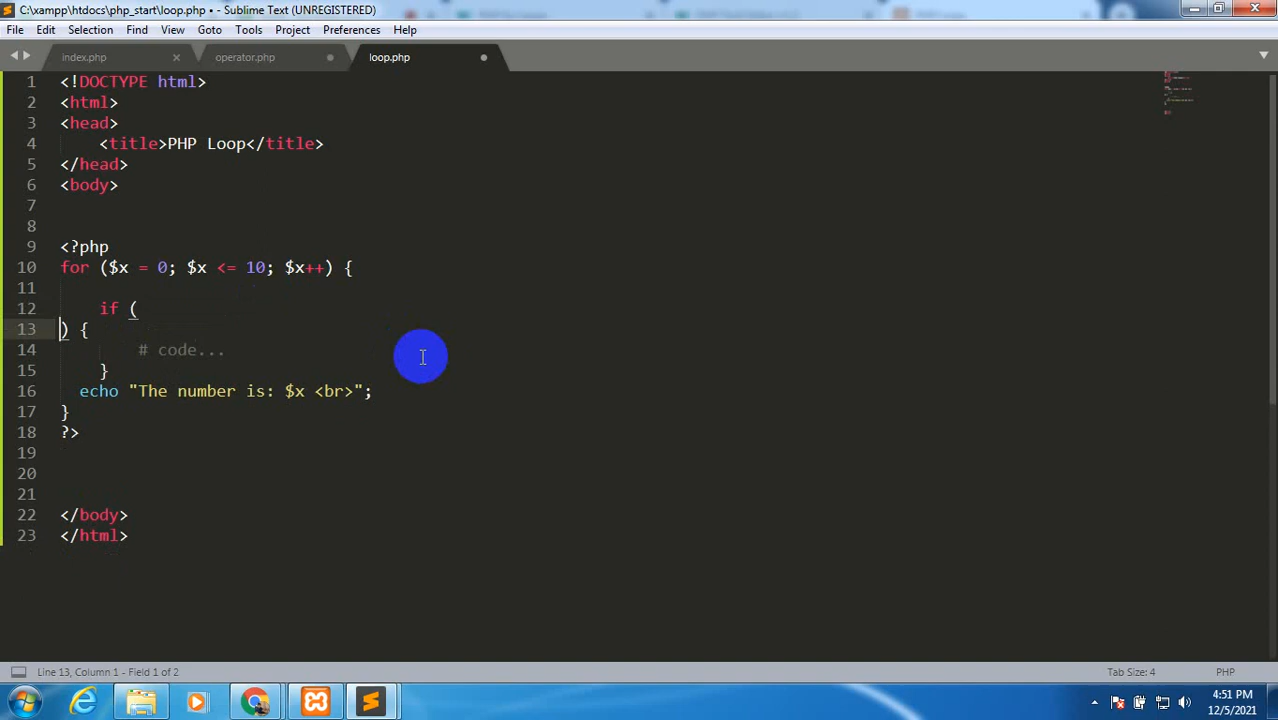 C:\xampp\htdocs\php_start\loop.php • - Sublime Text (UNREGISTERED)
File Edit Selection Find View Goto Tools Project Preferences Help
index.php operator.php loop.php
1 <!DOCTYPE html>
2 <html>
3 <head>
4 <title>PHP Loop</title>
5 </head>
6 <body>
7
8
9 <?php
10 for ($x = 0; $x <= 10; $x++) {
11
12 if (
13 ) {
14 # code...
15 }
16 echo "The number is: $x <br>";
17 }
18 ?>
19
20
21
22 </body>
23 </html>
Line 13, Column 1 - Field 1 of 2 Tab Size: 4 PHP
4:51 PM
12/5/2021